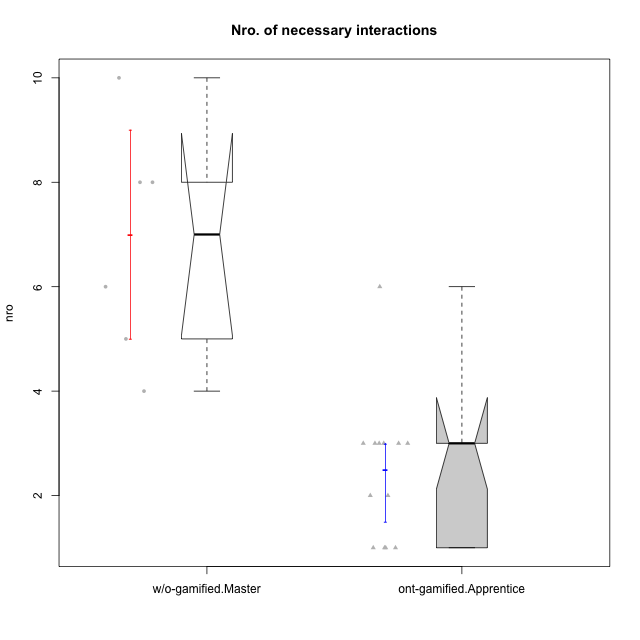 Nro. of necessary interactions
nro
10
8
6
4
2
w/o-gamified.Master
ont-gamified.Apprentice